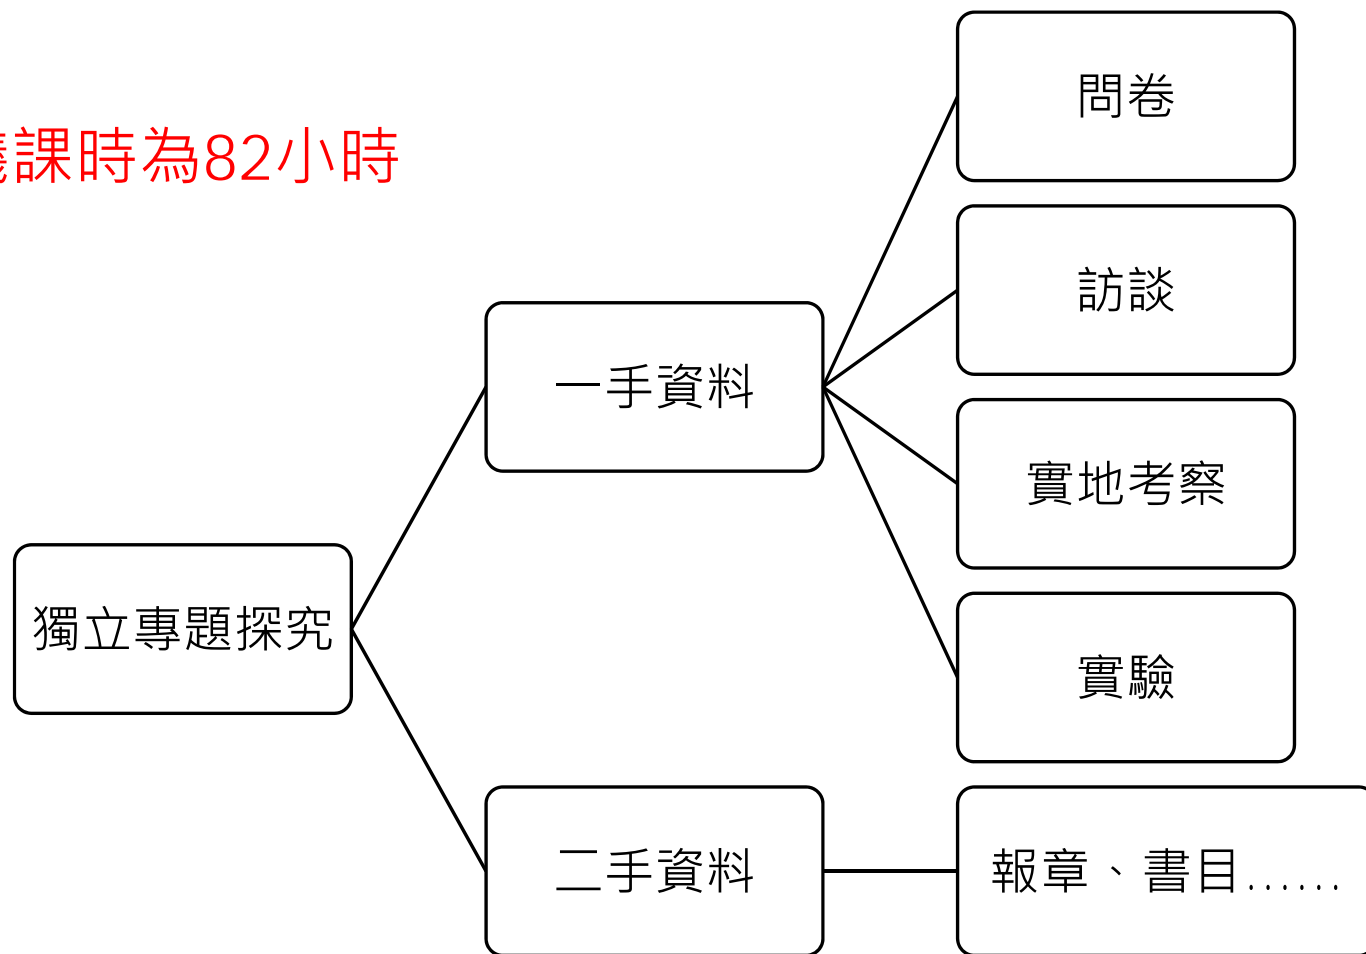 課時為82小時
問卷
訪談
一手資料
實地考察
獨立專題探究
實驗
二手資料
報章、書目......